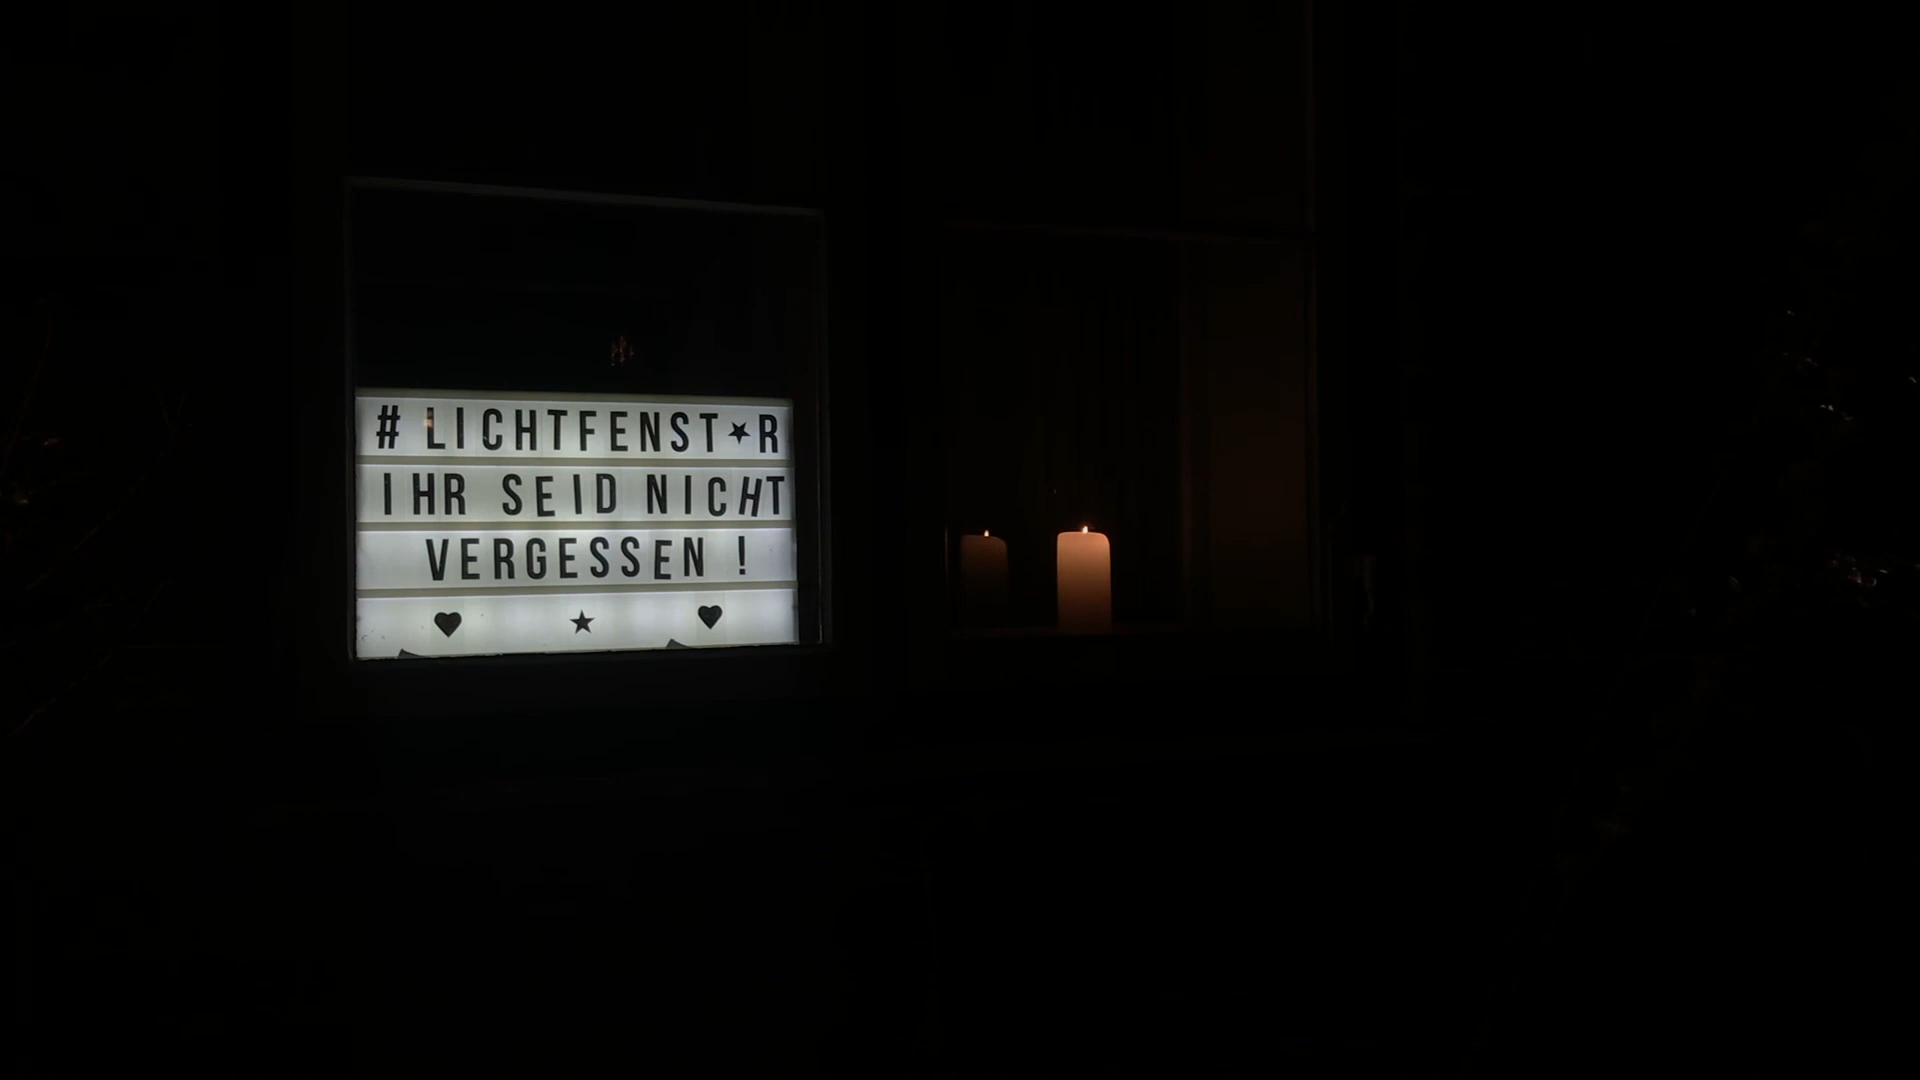 # LICHTFENST★R
IHR SEID NICHT
VERGESSEN !
♥ ★ ♥